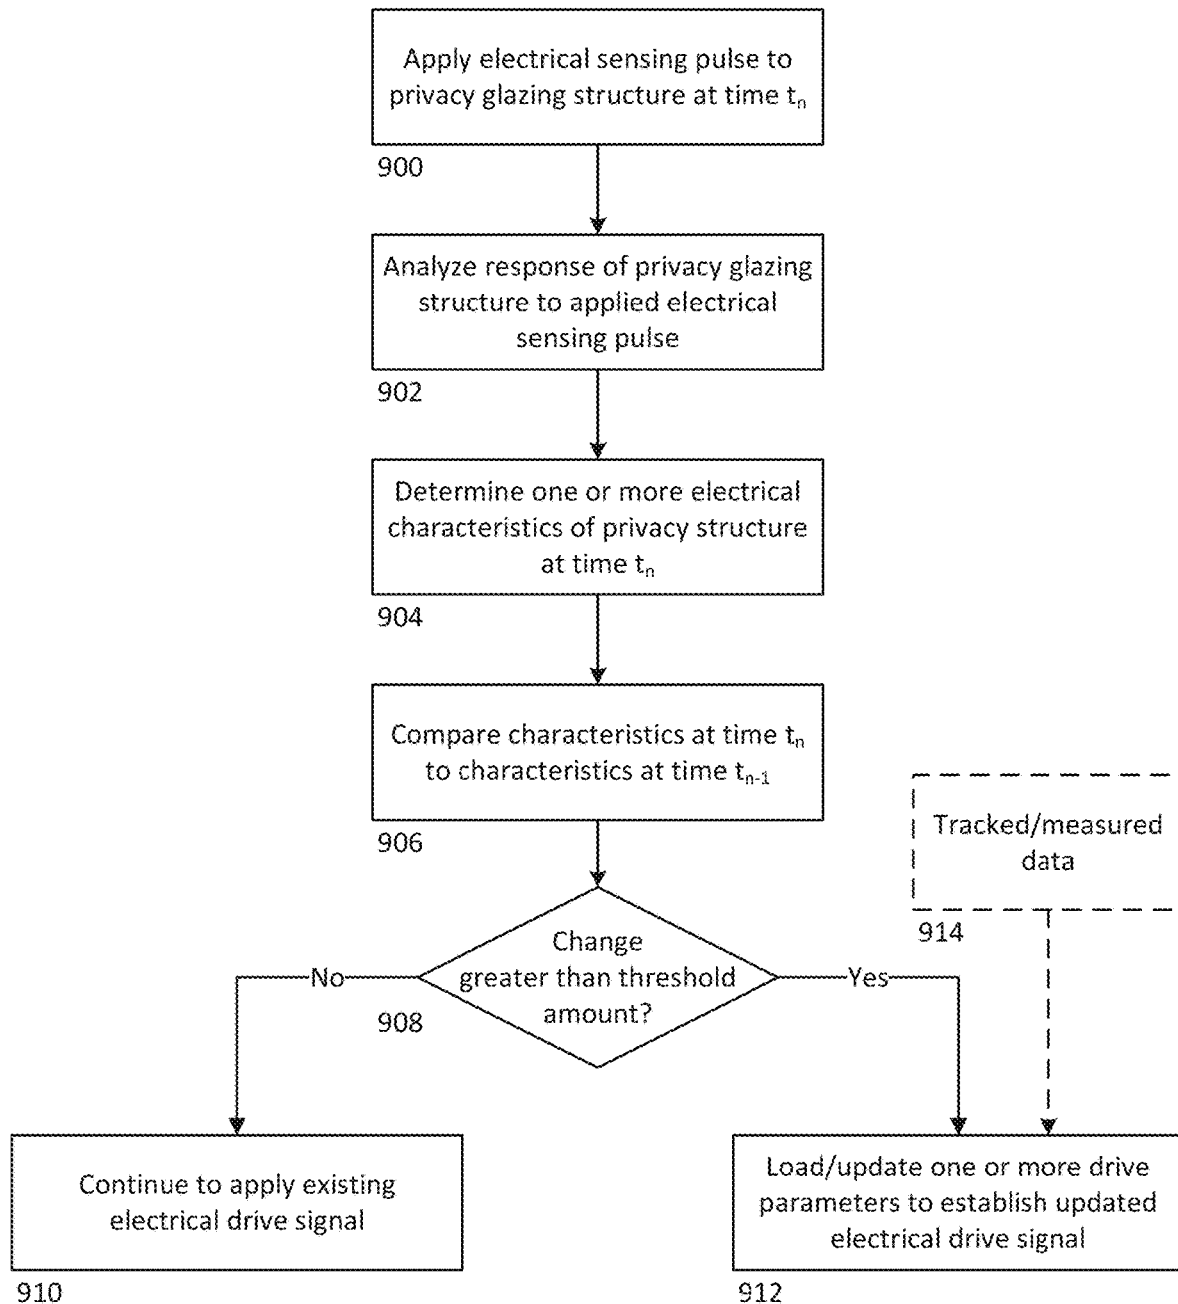 Apply electrical sensing pulse to
privacy glazing structure at time tn
900
Analyze response of privacy glazing
structure to applied electrical
sensing pulse
902
Determine one or more electrical
characteristics of privacy structure
at time tn
904
Compare characteristics at time tn
to characteristics at time tn-1
906
Tracked/measured
data
914
Change
greater than threshold
amount?
No
Yes
908
Continue to apply existing
electrical drive signal
910
Load/update one or more drive
parameters to establish updated
electrical drive signal
912